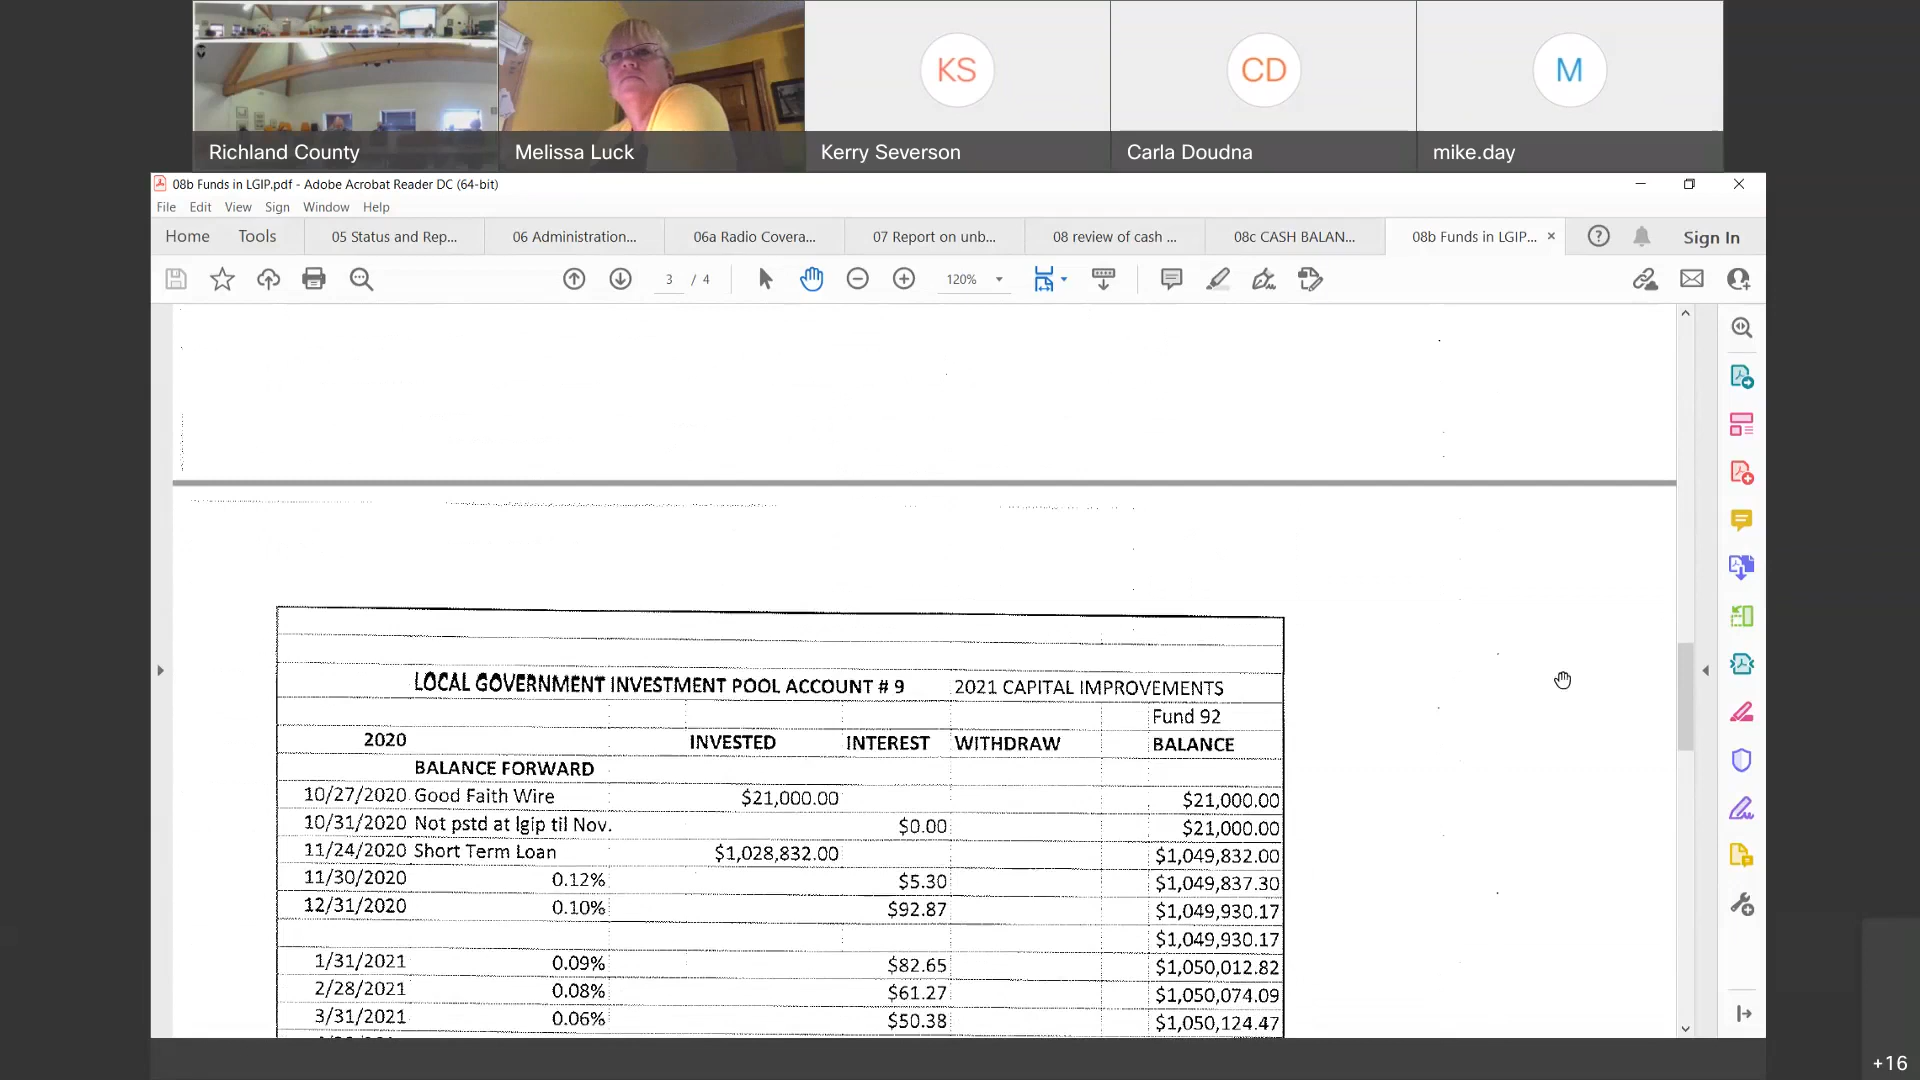 KS
CD
M
Richland County
Melissa Luck
Kerry Severson
Carla Doudna
mike.day
08b Funds in LGIP.pdf - Adobe Acrobat Reader DC (64-bit)
File Edit View Sign Window Help
Home Tools 05 Status and Rep... 06 Administration... 06a Radio Covera... 07 Report on unb... 08 review of cash ... 08c CASH BALAN... 08b Funds in LGIP... × Sign In
3 / 4 120%
LOCAL GOVERNMENT INVESTMENT POOL ACCOUNT # 9 2021 CAPITAL IMPROVEMENTS
Fund 92
2020 INVESTED INTEREST WITHDRAW BALANCE
BALANCE FORWARD
10/27/2020 Good Faith Wire $21,000.00 $21,000.00
10/31/2020 Not pstd at lgip til Nov. $0.00 $21,000.00
11/24/2020 Short Term Loan $1,028,832.00 $1,049,832.00
11/30/2020 0.12% $5.30 $1,049,837.30
12/31/2020 0.10% $92.87 $1,049,930.17
$1,049,930.17
1/31/2021 0.09% $82.65 $1,050,012.82
2/28/2021 0.08% $61.27 $1,050,074.09
3/31/2021 0.06% $50.38 $1,050,124.47
+16